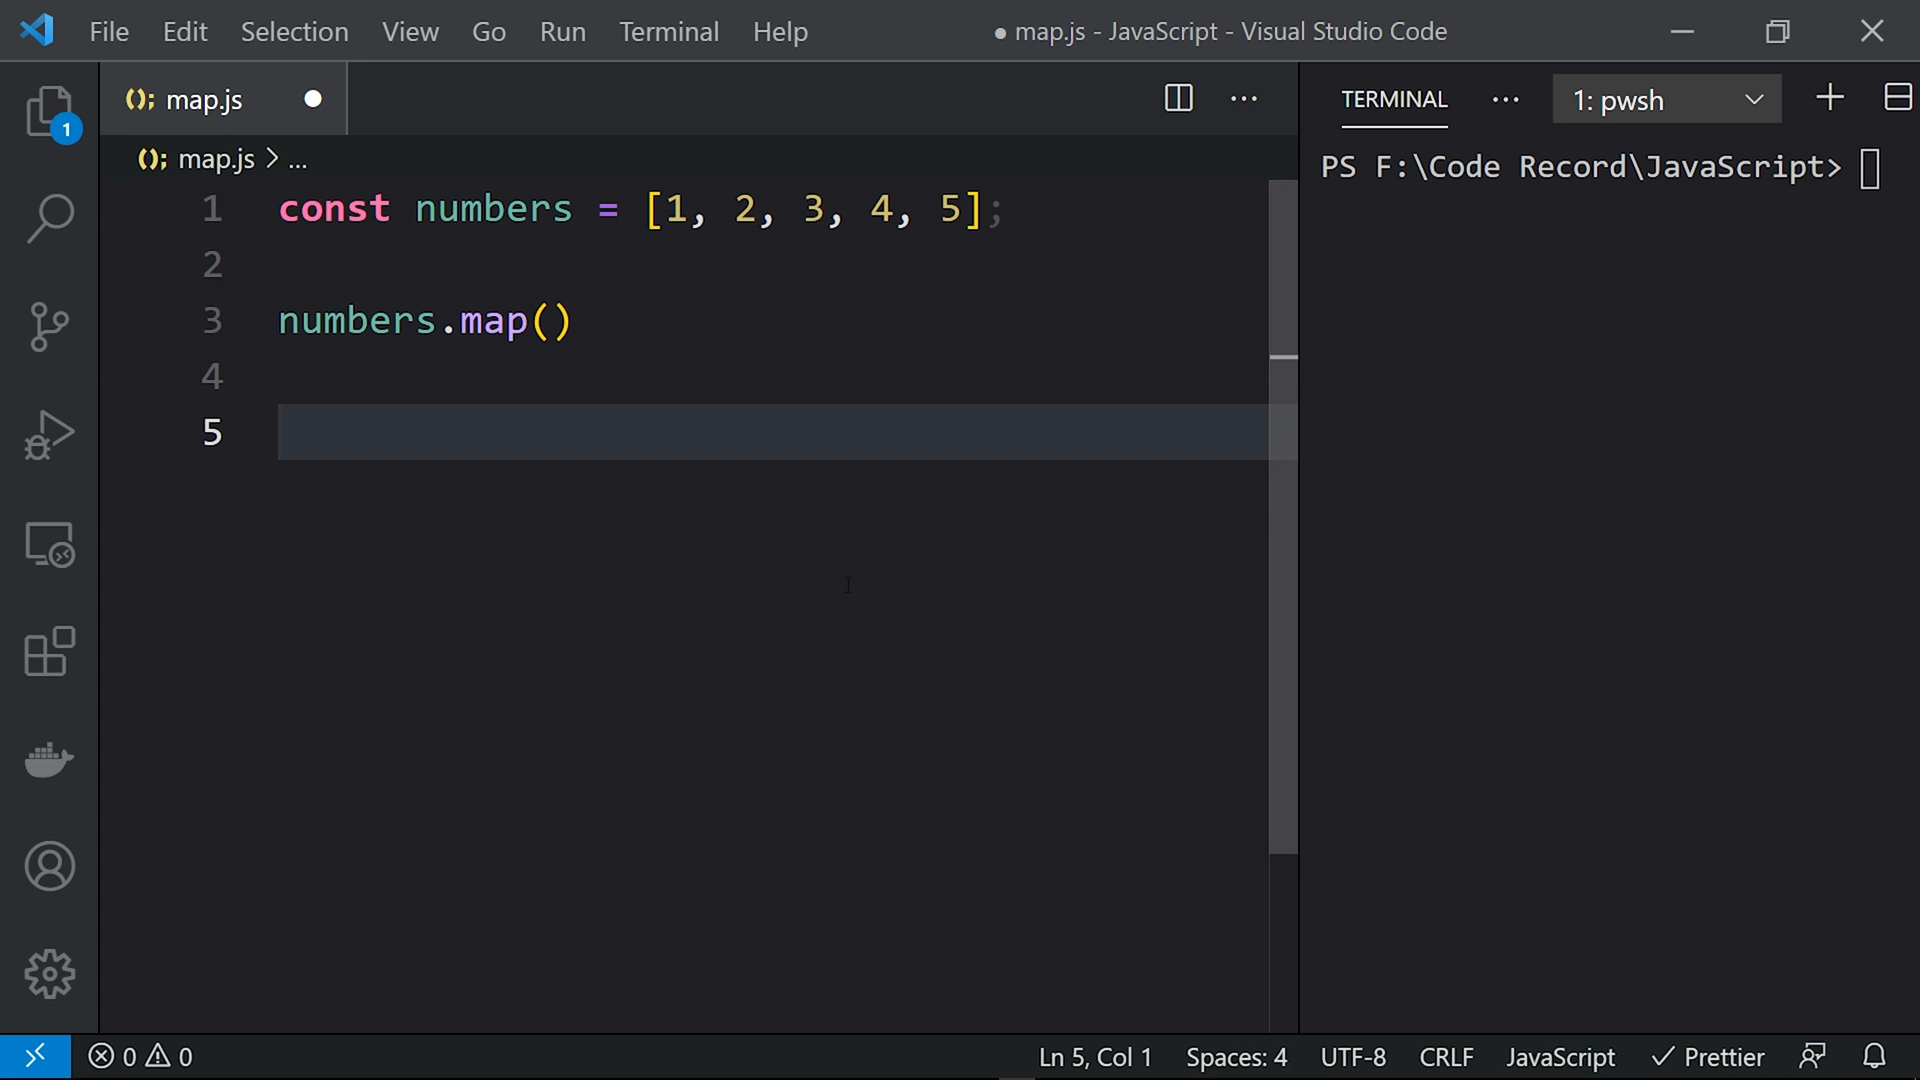 File Edit Selection View Go Run Terminal Help ● map.js - JavaScript - Visual Studio Code
1
(); map.js
TERMINAL ... 1: pwsh
(); map.js > ...
PS F:\Code Record\JavaScript>
1 const numbers = [1, 2, 3, 4, 5];
2
3 numbers.map()
4
5
0 0 Ln 5, Col 1 Spaces: 4 UTF-8 CRLF JavaScript ✓ Prettier